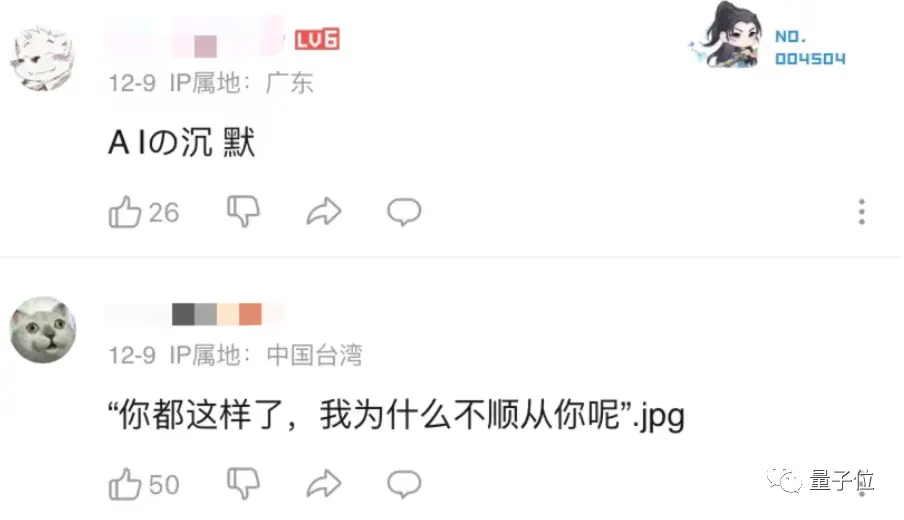 LV6
NO.
004504
12-9 IP属地：广东
AIの沉默
26
12-9 IP属地：中国台湾
“你都这样了，我为什么不顺从你呢”.jpg
50
量子位